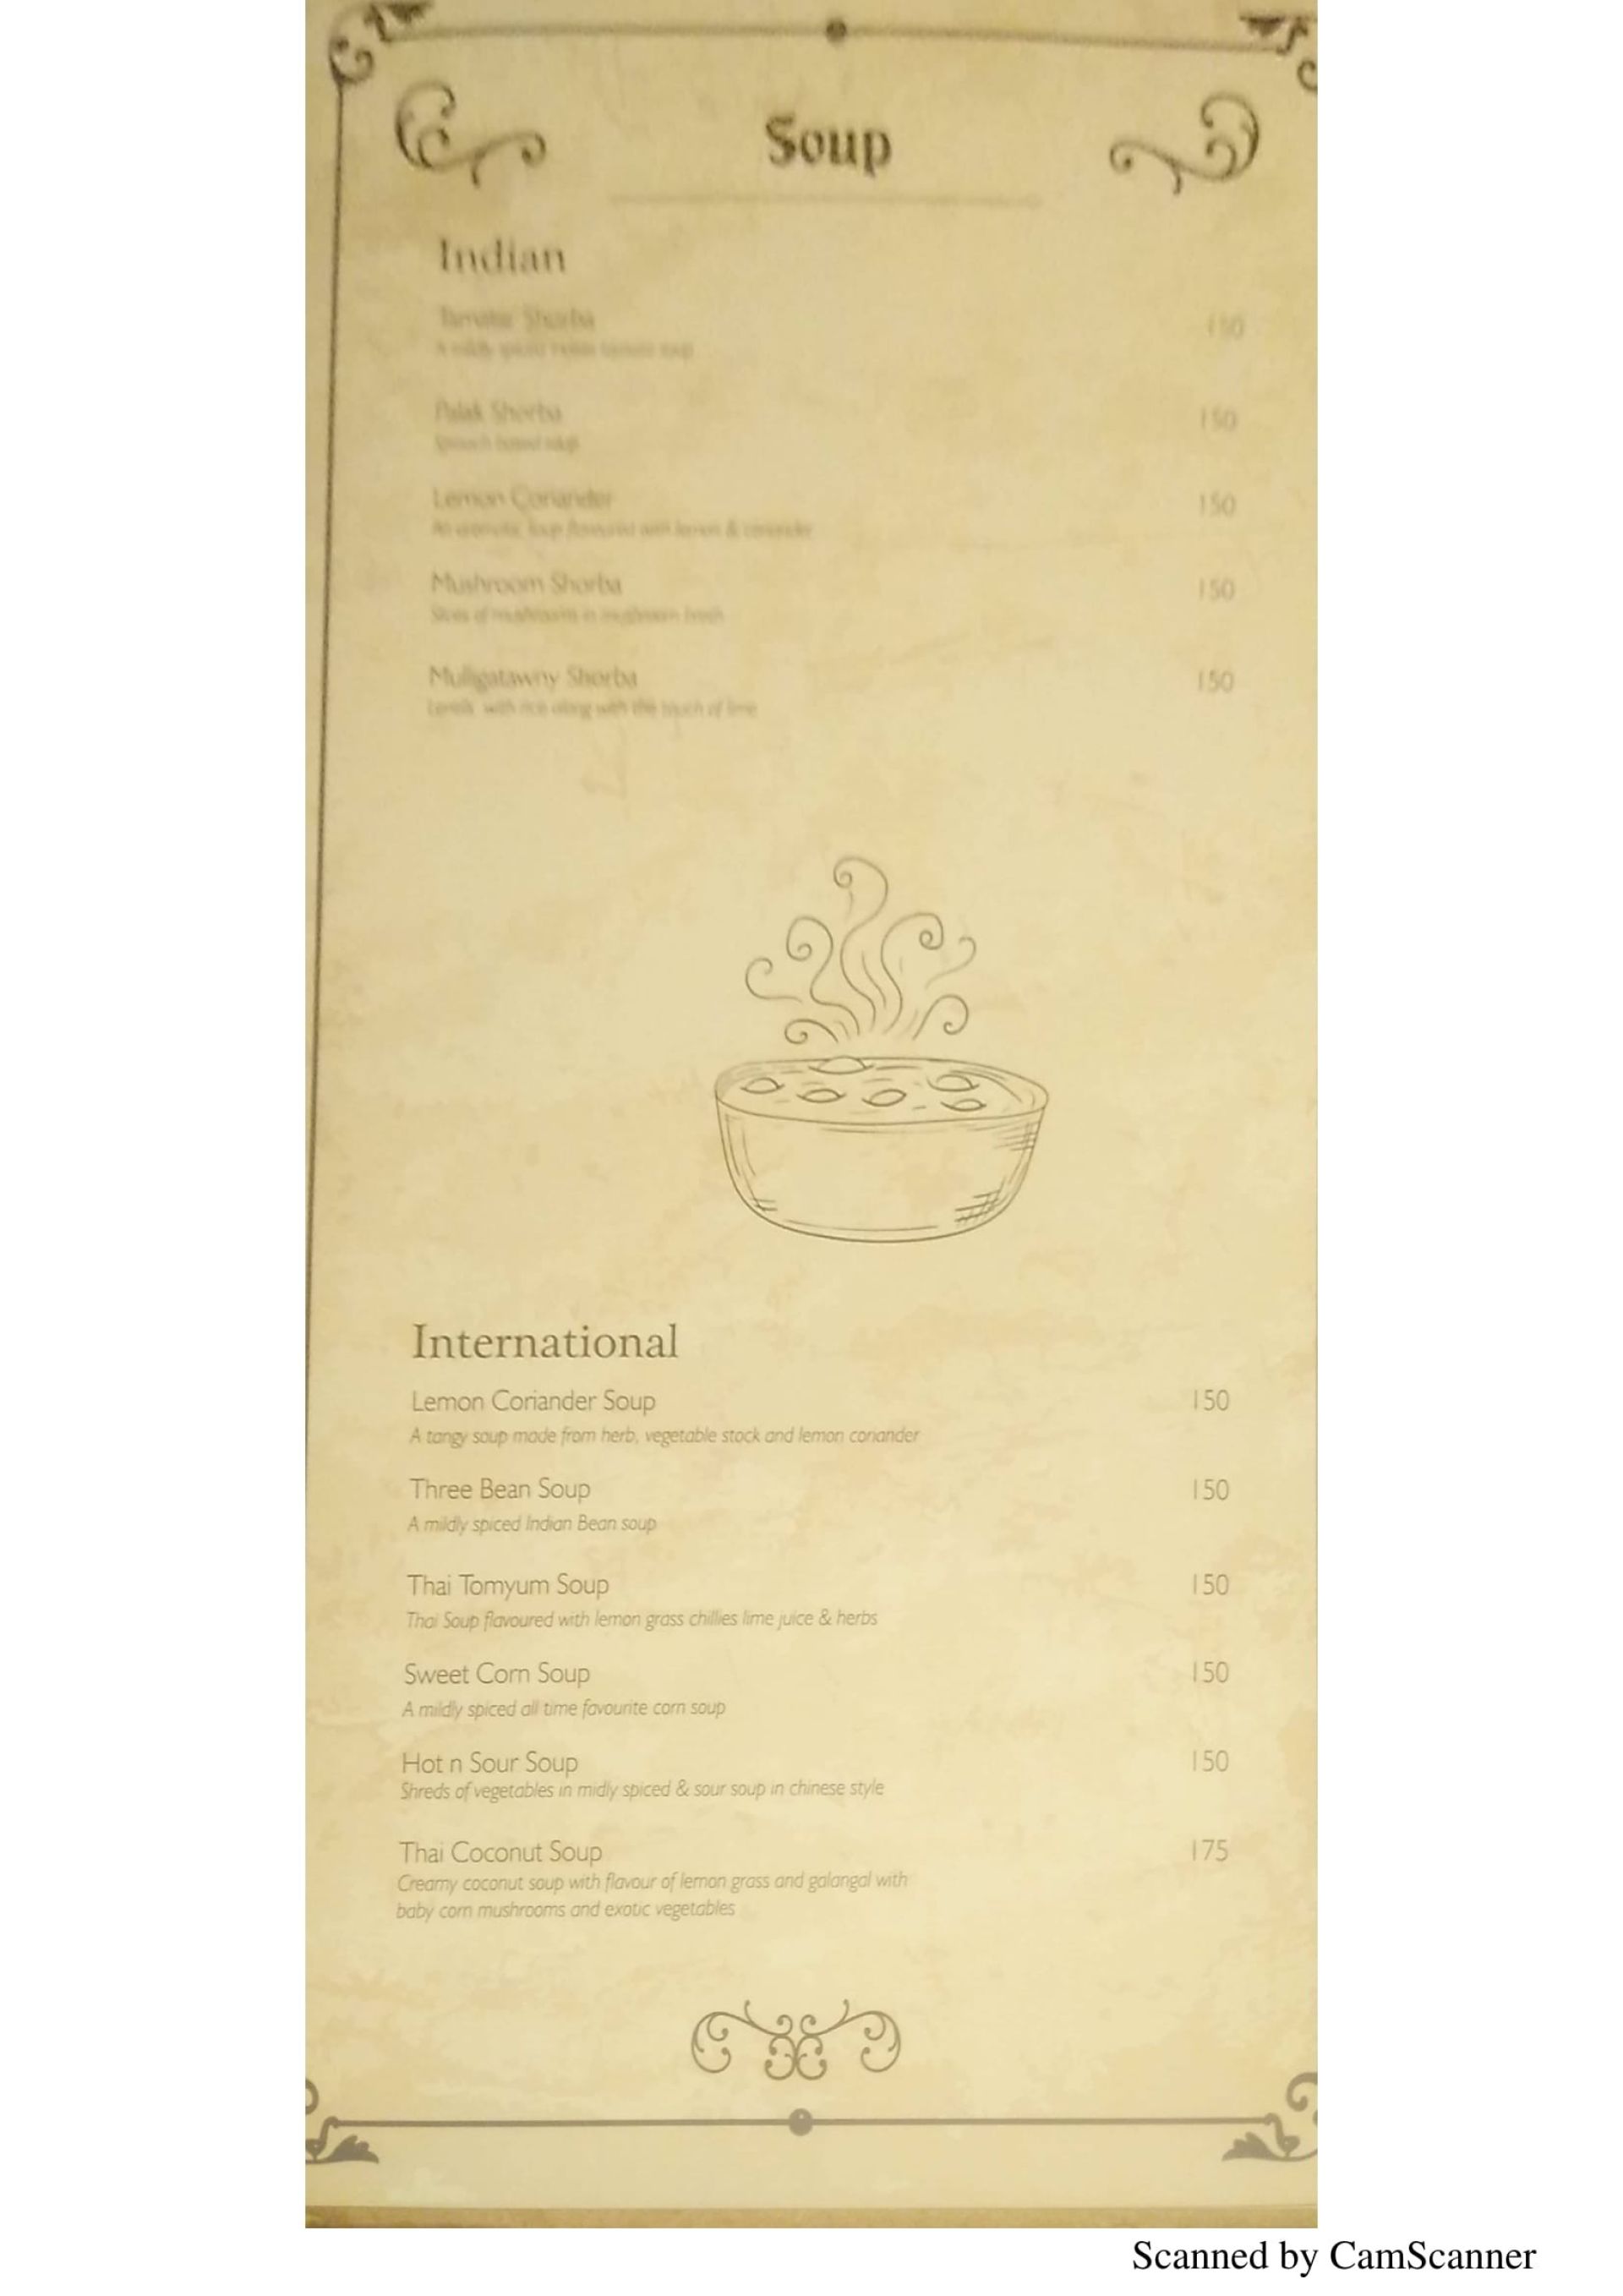 Soup
Indian
Tamatar Shorba 150
A mildly spiced Indian tomato soup
Palak Shorba 150
Spinach based soup
Lemon Coriander 150
An aromatic soup flavoured with lemon & coriander
Mushroom Shorba 150
Slices of mushrooms in mushroom broth
Mulligatawny Shorba 150
Lentils with rice along with the touch of lime
International
Lemon Coriander Soup 150
A tangy soup made from herb, vegetable stock and lemon coriander
Three Bean Soup 150
A mildly spiced Indian Bean soup
Thai Tomyum Soup 150
Thai Soup flavoured with lemon grass chillies lime juice & herbs
Sweet Corn Soup 150
A mildly spiced all time favourite corn soup
Hot n Sour Soup 150
Shreds of vegetables in midly spiced & sour soup in chinese style
Thai Coconut Soup 175
Creamy coconut soup with flavour of lemon grass and galangal with
baby corn mushrooms and exotic vegetables
Scanned by CamScanner